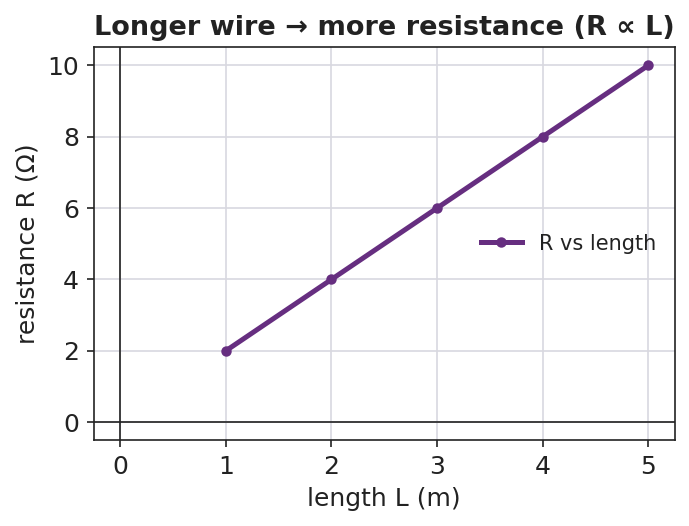 Longer wire → more resistance (R ∝ L)
resistance R (Ω)
10
8
6
4
2
0
R vs length
0 1 2 3 4 5
length L (m)